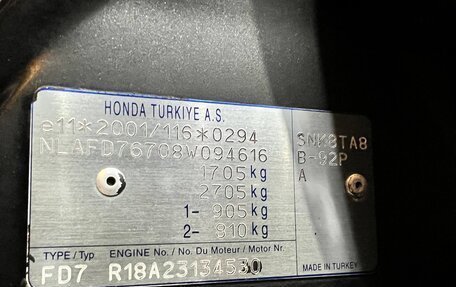 HONDA TURKIYE A.S.
e11*2001/116*0294 SNK8TA8
NLAFD76708W094616 B-92P
1705kg A
2705kg
1- 905kg
2- 810kg
TYPE/Typ. ENGINE No./No. Du Moteur/Motor Nr.
FD7 R18A23134530 MADE IN TURKEY